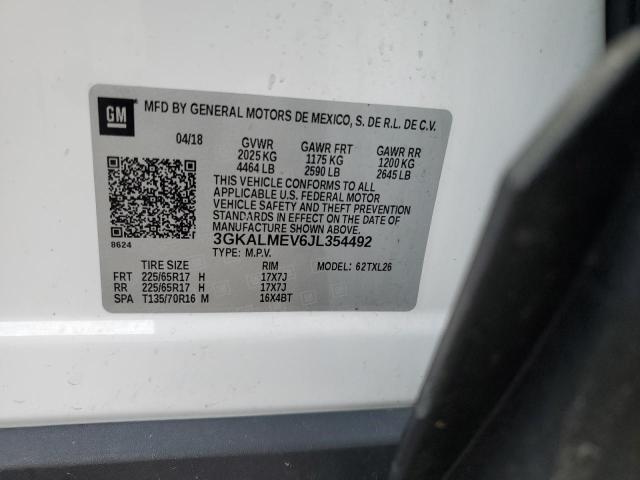 GM MFD BY GENERAL MOTORS DE MEXICO, S. DE R.L. DE C.V.
04/18 GVWR GAWR FRT GAWR RR
2025 KG 1175 KG 1200 KG
4464 LB 2590 LB 2645 LB
THIS VEHICLE CONFORMS TO ALL
APPLICABLE U.S. FEDERAL MOTOR
VEHICLE SAFETY AND THEFT PREVENTION
STANDARDS IN EFFECT ON THE DATE OF
MANUFACTURE SHOWN ABOVE.
8624 3GKALMEV6JL354492
TYPE: M.P.V.
TIRE SIZE RIM MODEL: 62TXL26
FRT 225/65R17 H 17X7J
RR 225/65R17 H 17X7J
SPA T135/70R16 M 16X4BT